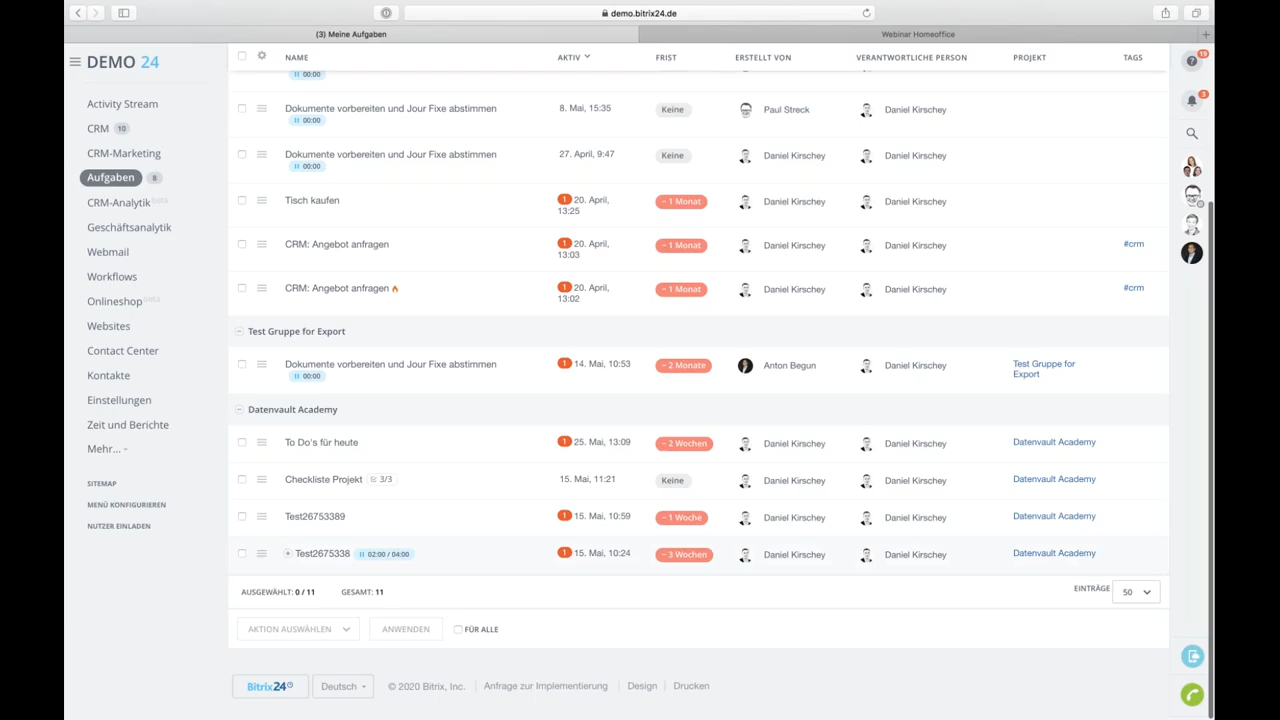 demo.bitrix24.de
(3) Meine Aufgaben
Webinar Homeoffice
DEMO 24
Activity Stream
CRM 10
CRM-Marketing
Aufgaben 8
CRM-Analytik beta
Geschäftsanalytik
Webmail
Workflows
Onlineshop beta
Websites
Contact Center
Kontakte
Einstellungen
Zeit und Berichte
Mehr...
SITEMAP
MENÜ KONFIGURIEREN
NUTZER EINLADEN
NAME AKTIV FRIST ERSTELLT VON VERANTWORTLICHE PERSON PROJEKT TAGS
00:00
Dokumente vorbereiten und Jour Fixe abstimmen 8. Mai, 15:35 Keine Paul Streck Daniel Kirschey
00:00
Dokumente vorbereiten und Jour Fixe abstimmen 27. April, 9:47 Keine Daniel Kirschey Daniel Kirschey
00:00
Tisch kaufen 1 20. April, − 1 Monat Daniel Kirschey Daniel Kirschey
13:25
CRM: Angebot anfragen 1 20. April, − 1 Monat Daniel Kirschey Daniel Kirschey #crm
13:03
CRM: Angebot anfragen 1 20. April, − 1 Monat Daniel Kirschey Daniel Kirschey #crm
13:02
Test Gruppe for Export
Dokumente vorbereiten und Jour Fixe abstimmen 1 14. Mai, 10:53 − 2 Monate Anton Begun Daniel Kirschey Test Gruppe for
00:00 Export
Datenvault Academy
To Do's für heute 1 25. Mai, 13:09 − 2 Wochen Daniel Kirschey Daniel Kirschey Datenvault Academy
Checkliste Projekt 3/3 15. Mai, 11:21 Keine Daniel Kirschey Daniel Kirschey Datenvault Academy
Test26753389 1 15. Mai, 10:59 − 1 Woche Daniel Kirschey Daniel Kirschey Datenvault Academy
Test2675338 02:00 / 04:00 1 15. Mai, 10:24 − 3 Wochen Daniel Kirschey Daniel Kirschey Datenvault Academy
AUSGEWÄHLT: 0 / 11 GESAMT: 11 EINTRÄGE 50
AKTION AUSWÄHLEN ANWENDEN FÜR ALLE
Bitrix24 Deutsch © 2020 Bitrix, Inc. Anfrage zur Implementierung Design Drucken
19
3